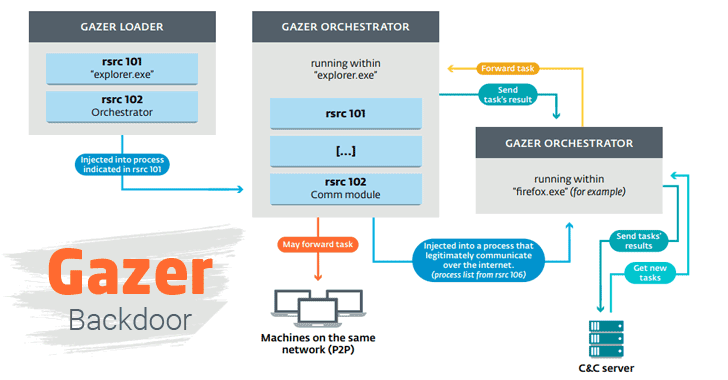 GAZER LOADER
rsrc 101
"explorer.exe"
rsrc 102
Orchestrator
Injected into process
indicated in rsrc 101
GAZER ORCHESTRATOR
running within
"explorer.exe"
rsrc 101
[...]
rsrc 102
Comm module
Forward task
Send
task's result
GAZER ORCHESTRATOR
running within
"firefox.exe" (for example)
May forward task
Injected into a process that
legitimately communicate
over the internet.
(process list from rsrc 106)
Send tasks'
results
Get new
tasks
Gazer
Backdoor
Machines on the same
network (P2P)
C&C server